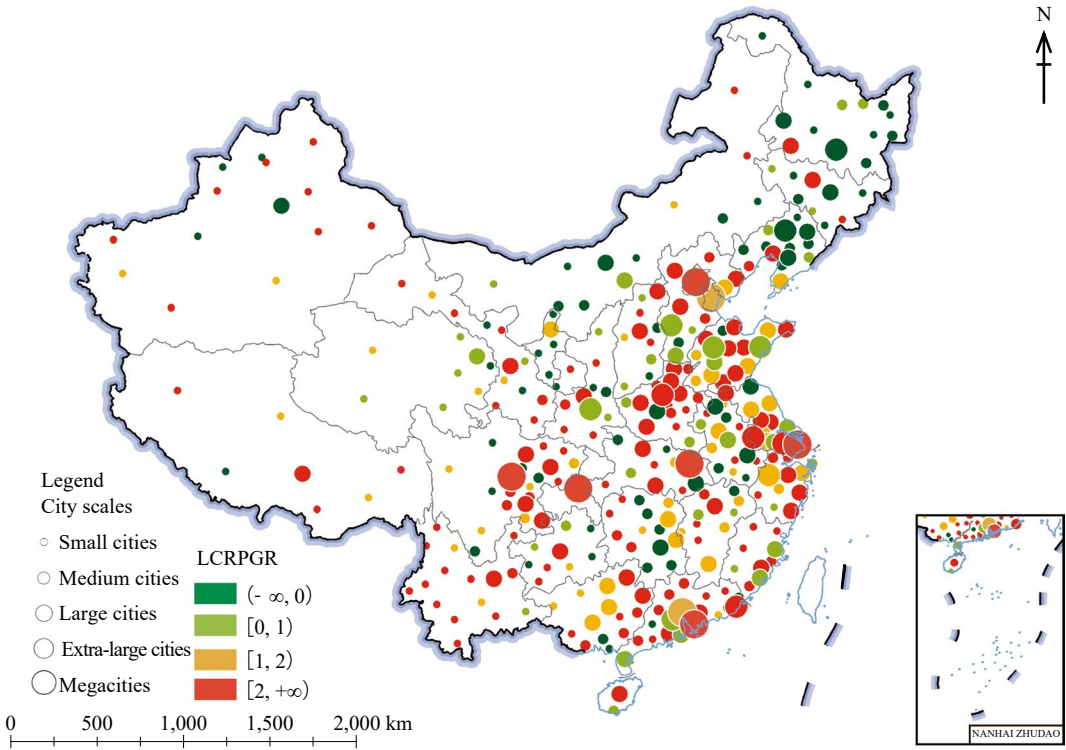 N
Legend
City scales
Small cities
Medium cities
Large cities
Extra-large cities
Megacities
LCRPGR
(- ∞, 0)
[0, 1)
[1, 2)
[2, +∞)
0 500 1,000 1,500 2,000 km
NANHAI ZHUDAO